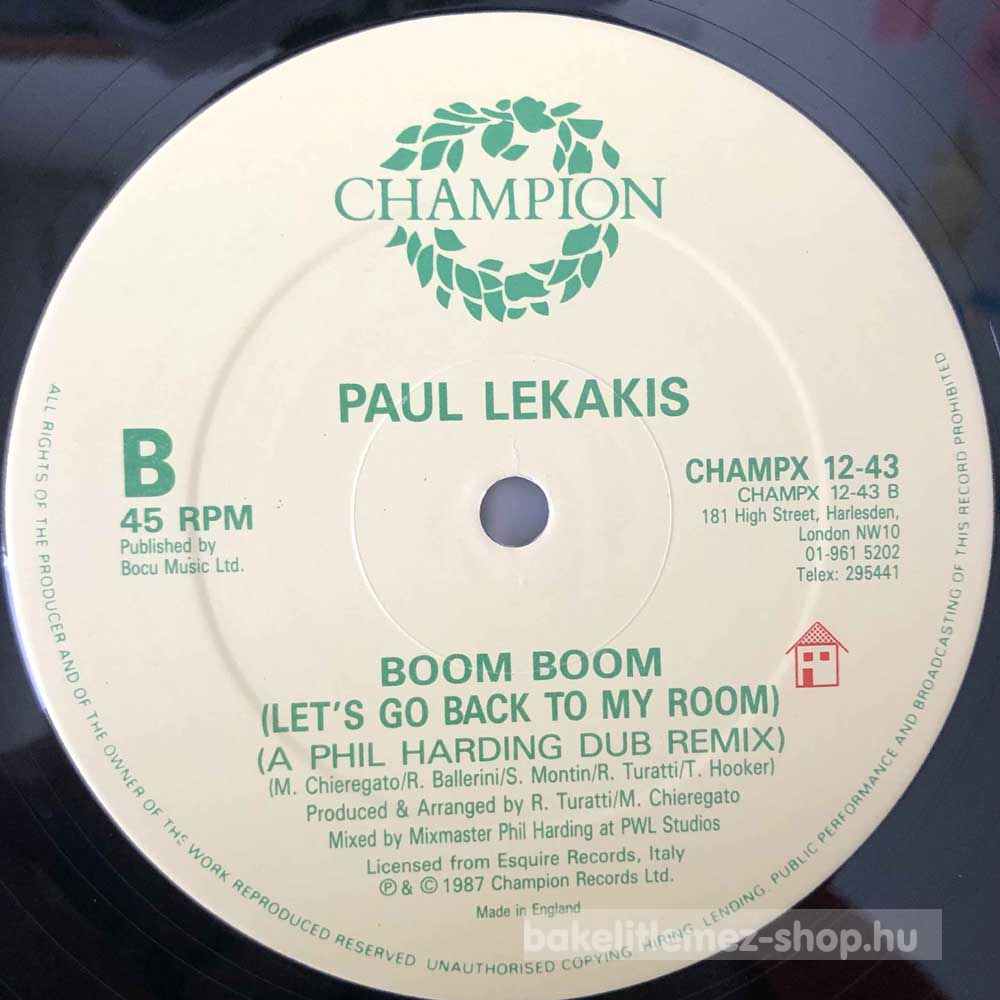 CHAMPION
PAUL LEKAKIS
B
45 RPM
Published by
Bocu Music Ltd.
CHAMPX 12-43
CHAMPX 12-43 B
181 High Street, Harlesden,
London NW10
01-961 5202
Telex: 295441
BOOM BOOM
(LET'S GO BACK TO MY ROOM)
(A PHIL HARDING DUB REMIX)
(M. Chieregato/R. Ballerini/S. Montin/R. Turatti/T. Hooker)
Produced & Arranged by R. Turatti/M. Chieregato
Mixed by Mixmaster Phil Harding at PWL Studios
Licensed from Esquire Records, Italy
℗ & © 1987 Champion Records Ltd.
Made in England
ALL RIGHTS OF THE PRODUCER AND OF THE OWNER OF THE WORK REPRODUCED RESERVED. UNAUTHORISED COPYING, HIRING, LENDING, PUBLIC PERFORMANCE AND BROADCASTING OF THIS RECORD PROHIBITED
bakelitlemez-shop.hu